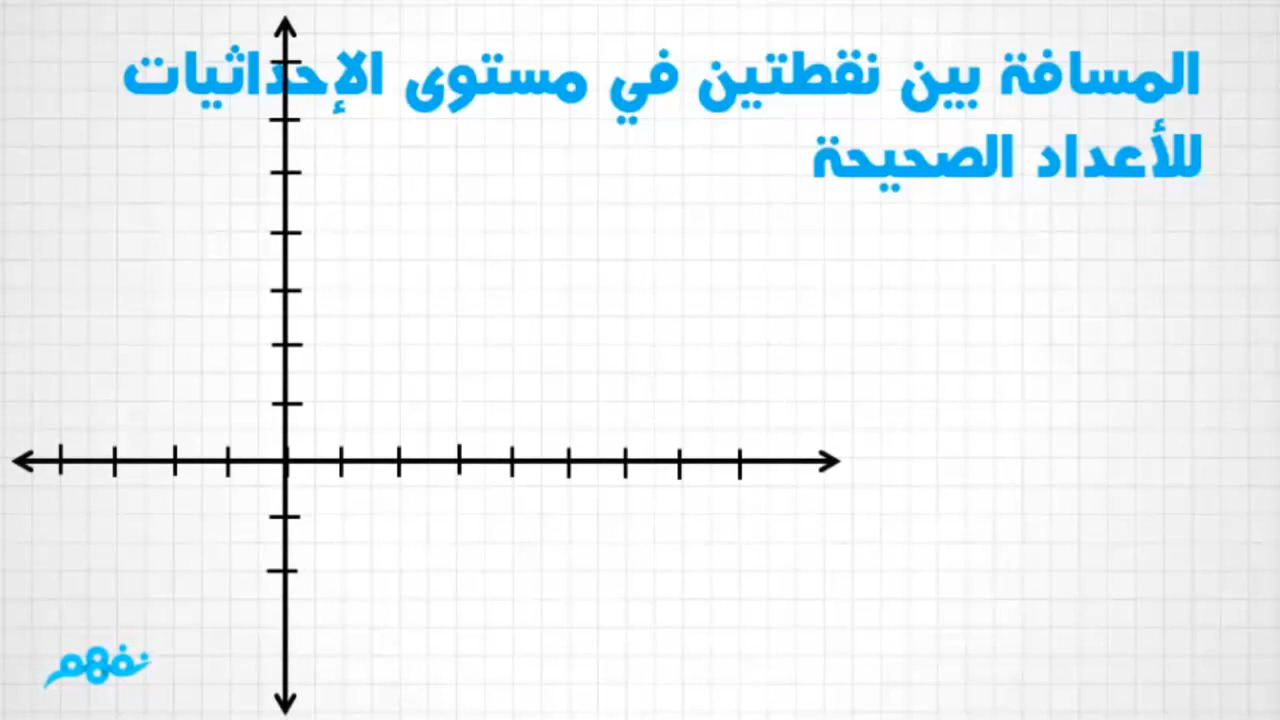 المسافة بين نقطتين في مستوى الإحداثيات
للأعداد الصحيحة
نفهم